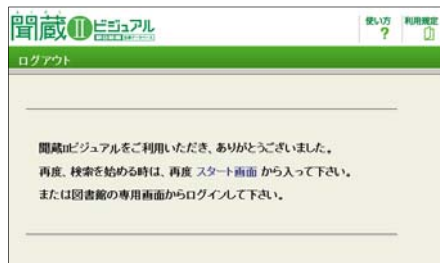 聞蔵Ⅱビジュアル
使い方
?
利用規定
ログアウト
聞蔵Ⅱビジュアルをご利用いただき、ありがとうございました。
再度、検索を始める時は、再度 スタート画面 から入って下さい。
または図書館の専用画面からログインして下さい。